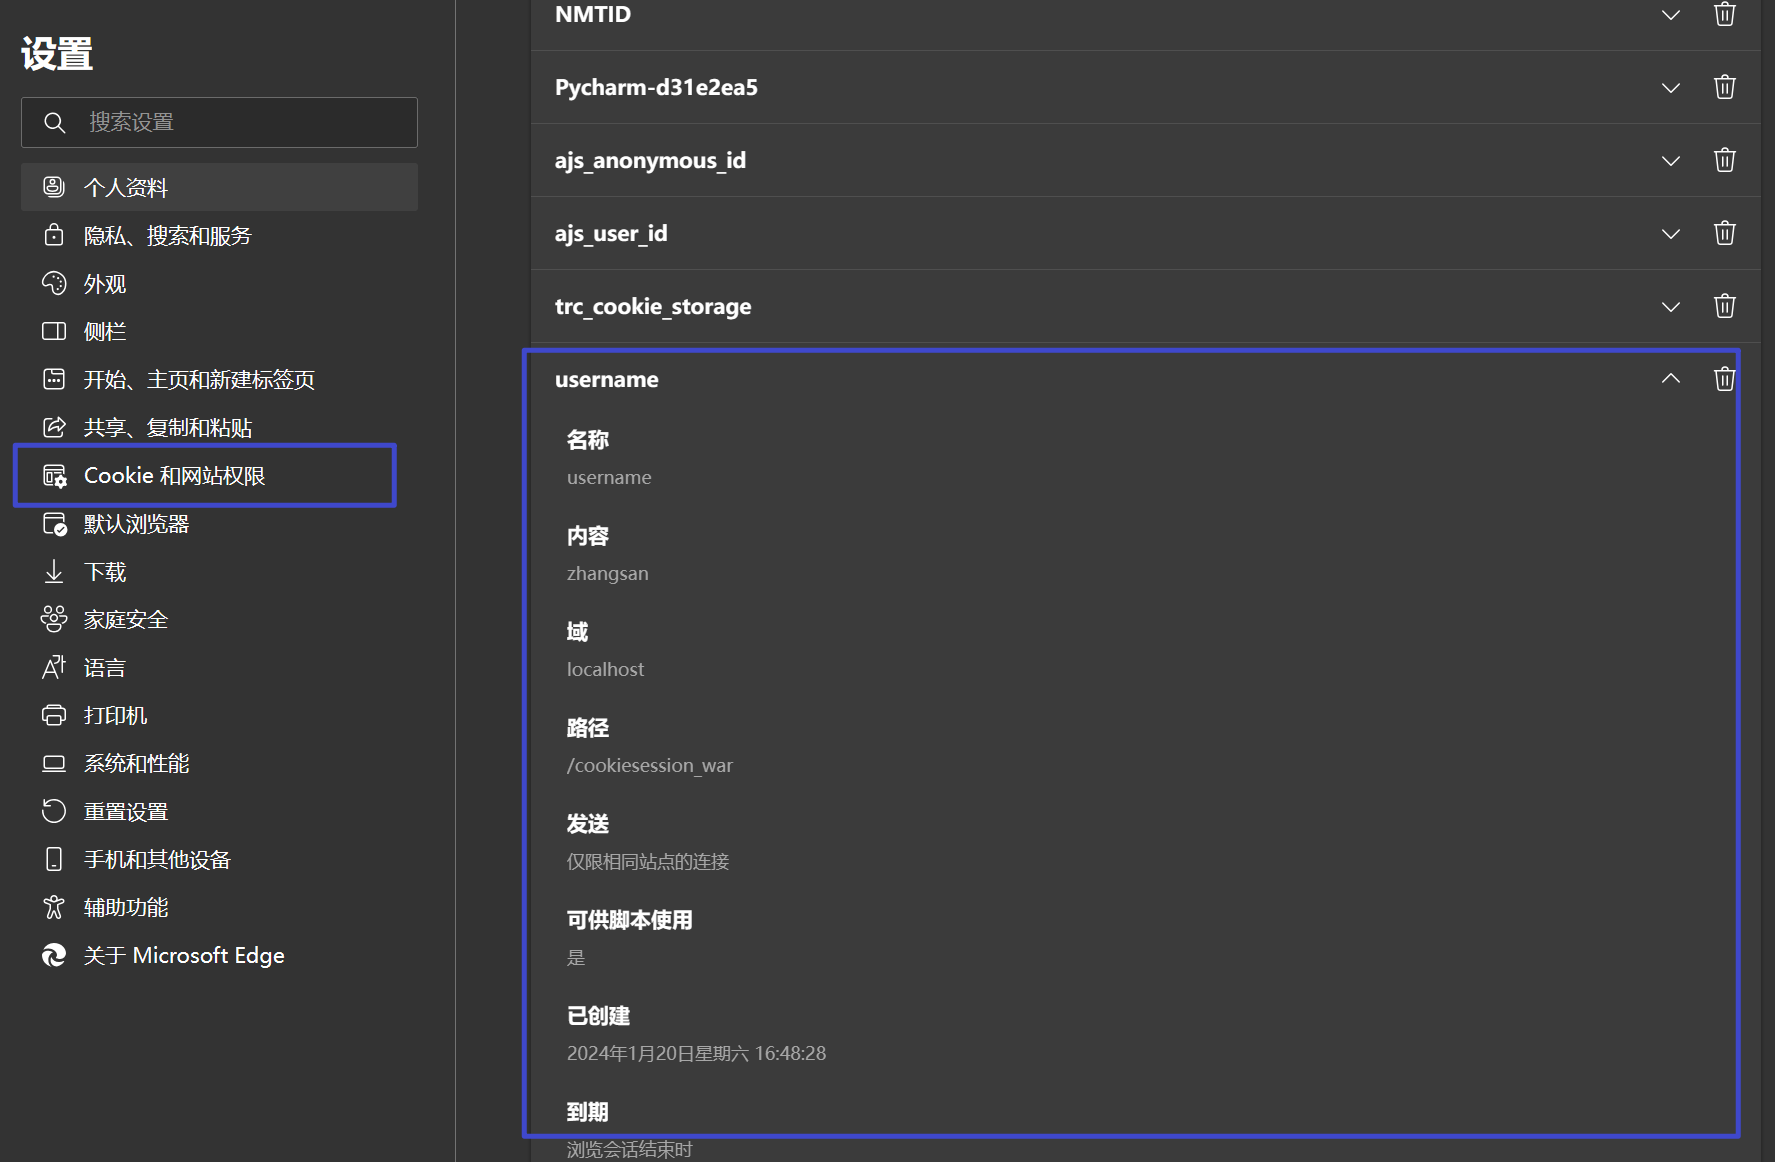 设置
搜索设置
个人资料
隐私、搜索和服务
外观
侧栏
开始、主页和新建标签页
共享、复制和粘贴
Cookie 和网站权限
默认浏览器
下载
家庭安全
语言
打印机
系统和性能
重置设置
手机和其他设备
辅助功能
关于 Microsoft Edge
NMTID
Pycharm-d31e2ea5
ajs_anonymous_id
ajs_user_id
trc_cookie_storage
username
名称
username
内容
zhangsan
域
localhost
路径
/cookiesession_war
发送
仅限相同站点的连接
可供脚本使用
是
已创建
2024年1月20日星期六 16:48:28
到期
浏览会话结束时